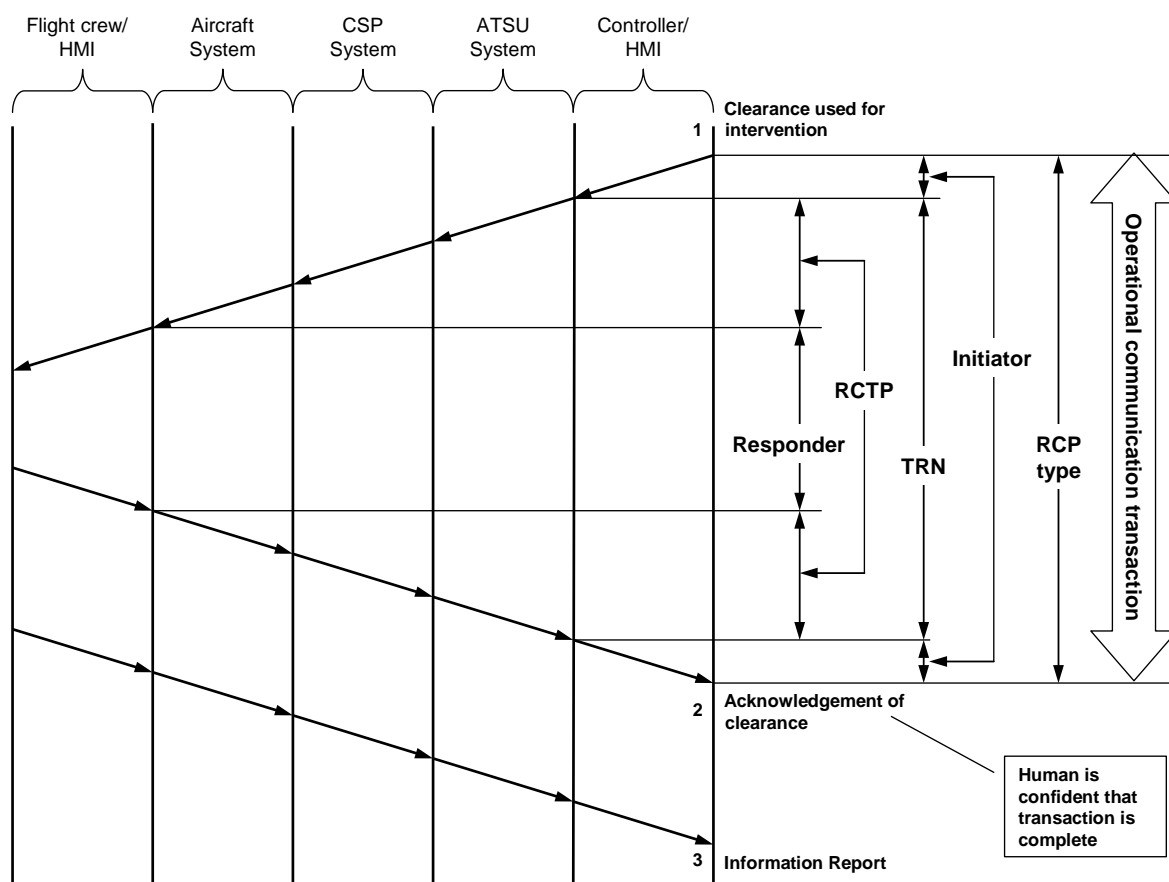 Flight crew/
HMI
Aircraft
System
CSP
System
ATSU
System
Controller/
HMI
1
Clearance used for
intervention
Operational communication transaction
Initiator
RCTP
Responder
TRN
RCP
type
2
Acknowledgement of
clearance
Human is
confident that
transaction is
complete
3
Information Report